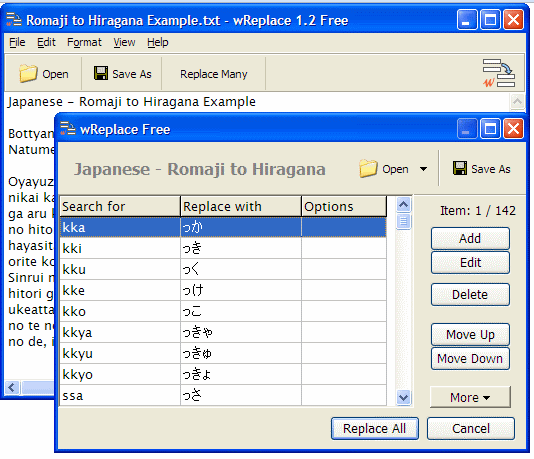 Romaji to Hiragana Example.txt - wReplace 1.2 Free
File Edit Format View Help
Open Save As Replace Many
Japanese - Romaji to Hiragana Example
Bottyan
Natume
Oyayuz
nikai ka
ga aru
no hito
hayasit
orite ko
Sinrui n
hitori g
ukeatta
no te no
no de, i
wReplace Free
Japanese - Romaji to Hiragana Open Save As
Search for Replace with Options
Item: 1 / 142
kka っか
kki っき
kku っく
kke っけ
kko っこ
kkya っきゃ
kkyu っきゅ
kkyo っきょ
ssa っさ
Add
Edit
Delete
Move Up
Move Down
More
Replace All Cancel